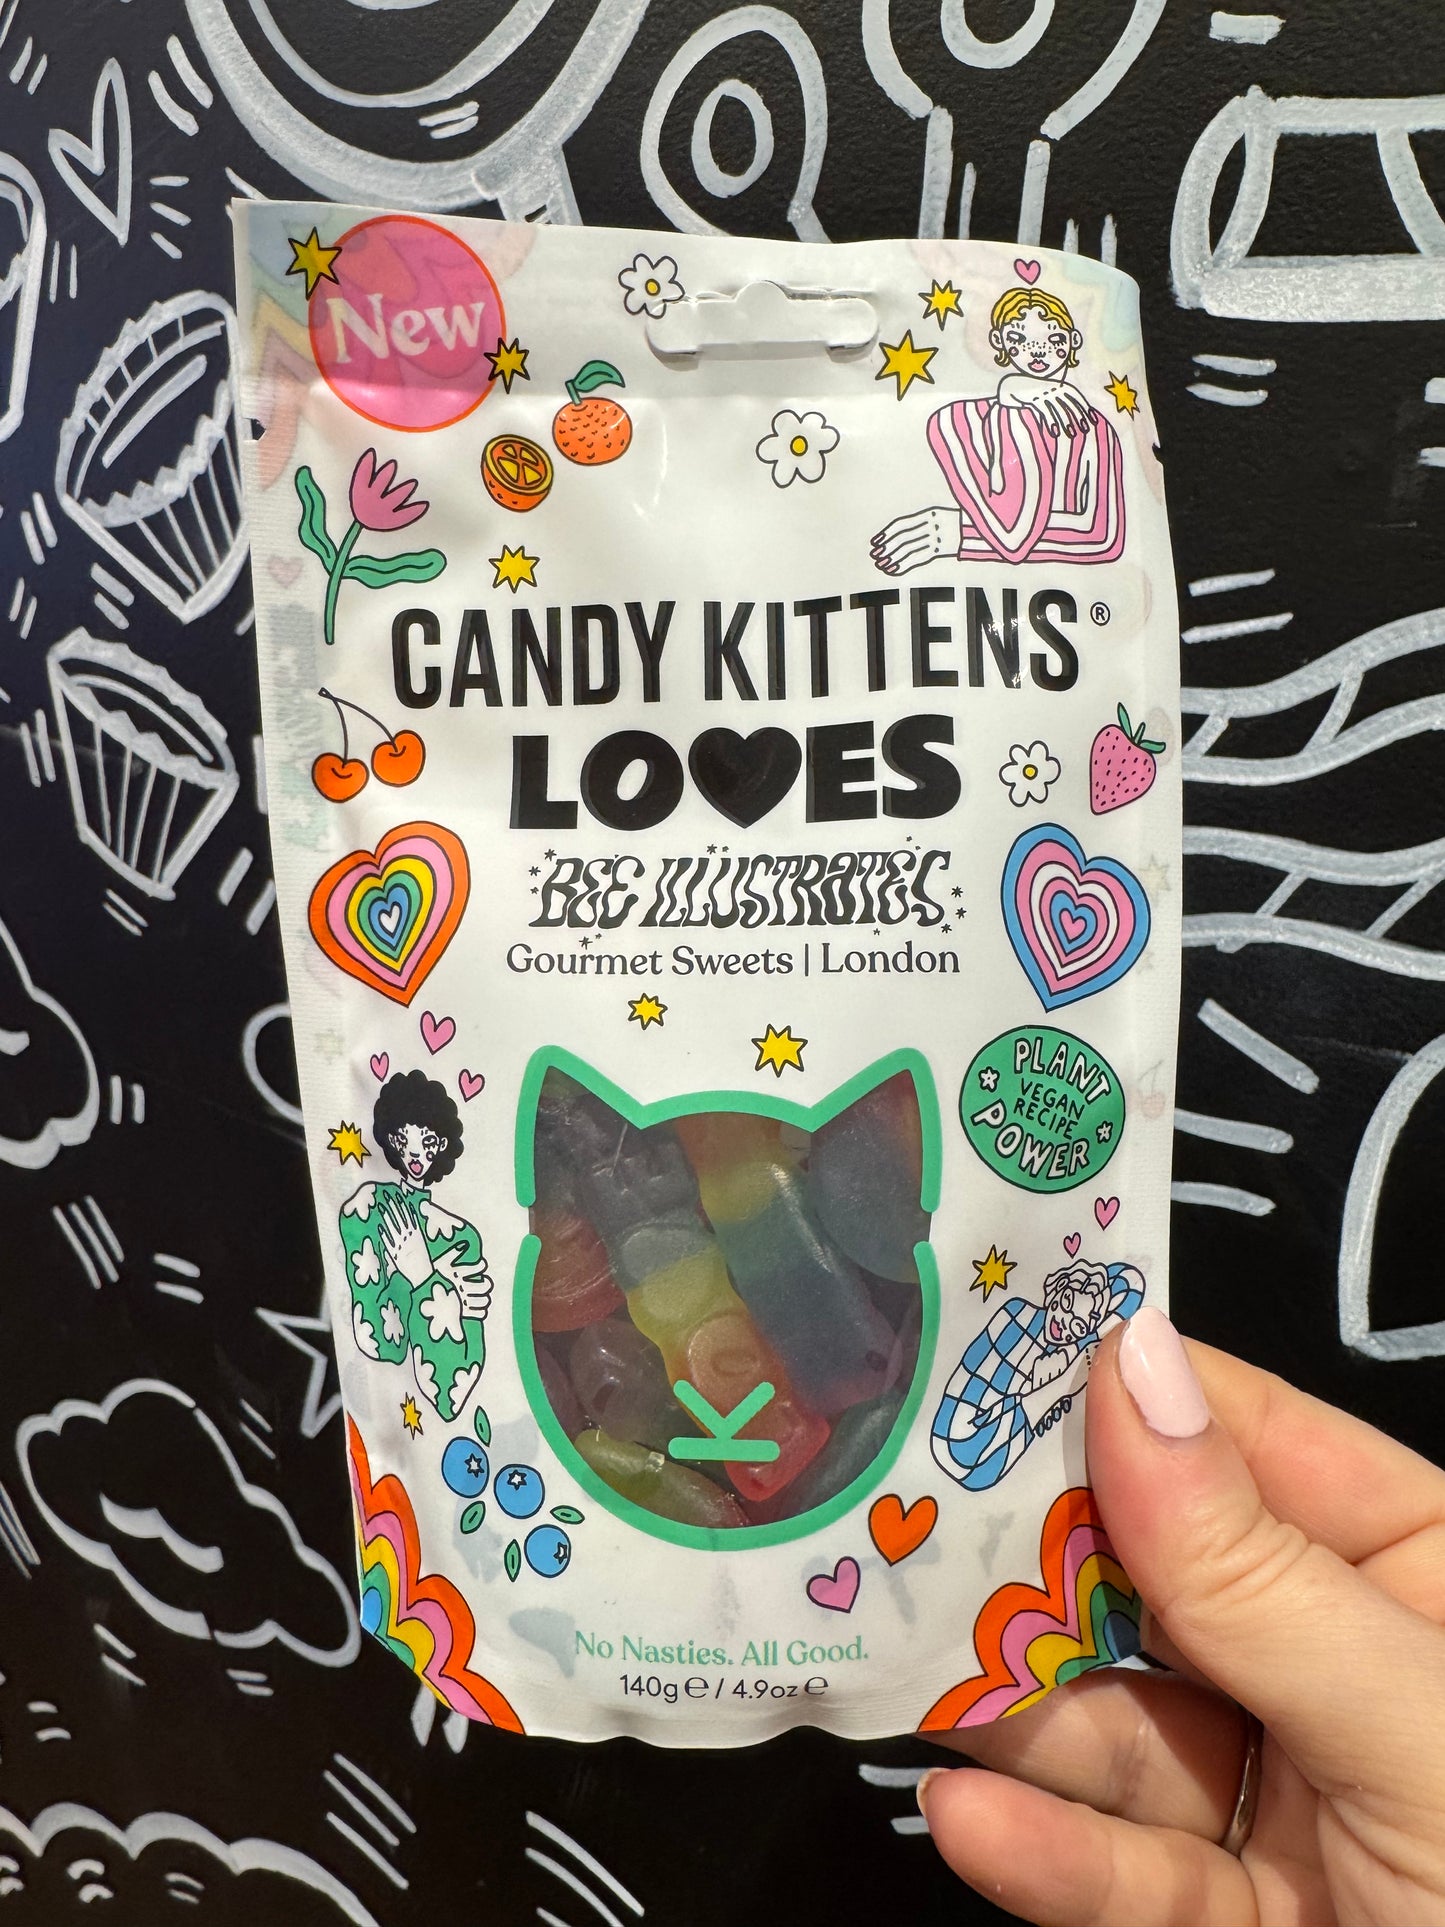 New
CANDY KITTENS®
LOVES
BEE ILLUSTRATES
Gourmet Sweets | London
PLANT
VEGAN
RECIPE
POWER
K
No Nasties. All Good.
140g℮ / 4.9oz℮